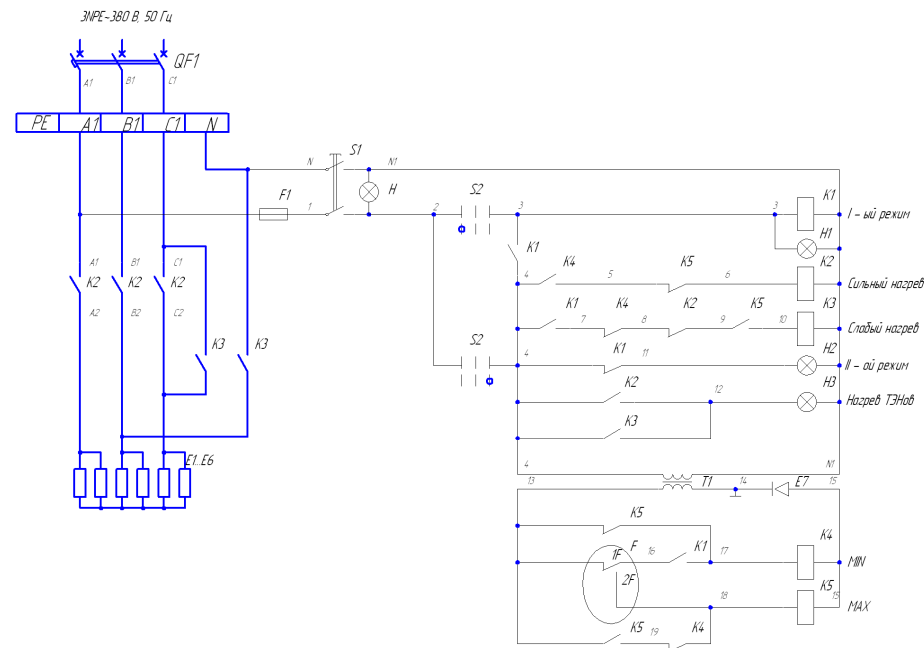 3NPE~380 В, 50 Гц
QF1
A1 B1 C1
PE A1 B1 C1 N
N S1 N1
F1 1 H 2 S2 3 3 K1 I - ый режим
K1 H1
A1 B1 C1 K4 5 K5 6 K2 Сильный нагрев
K2 K2 K2 4
A2 B2 C2 K1 7 K4 8 K2 9 K5 10 K3 Слабый нагрев
K3 K3 S2 4 K1 11 H2 II - ой режим
K2 12 H3 Нагрев ТЭНов
K3
E1...E6 4 N1
13 T1 14 E7 15
K5
1F F 16 K1 17 K4 MIN
2F 18 K5 15 MAX
K5 19 K4